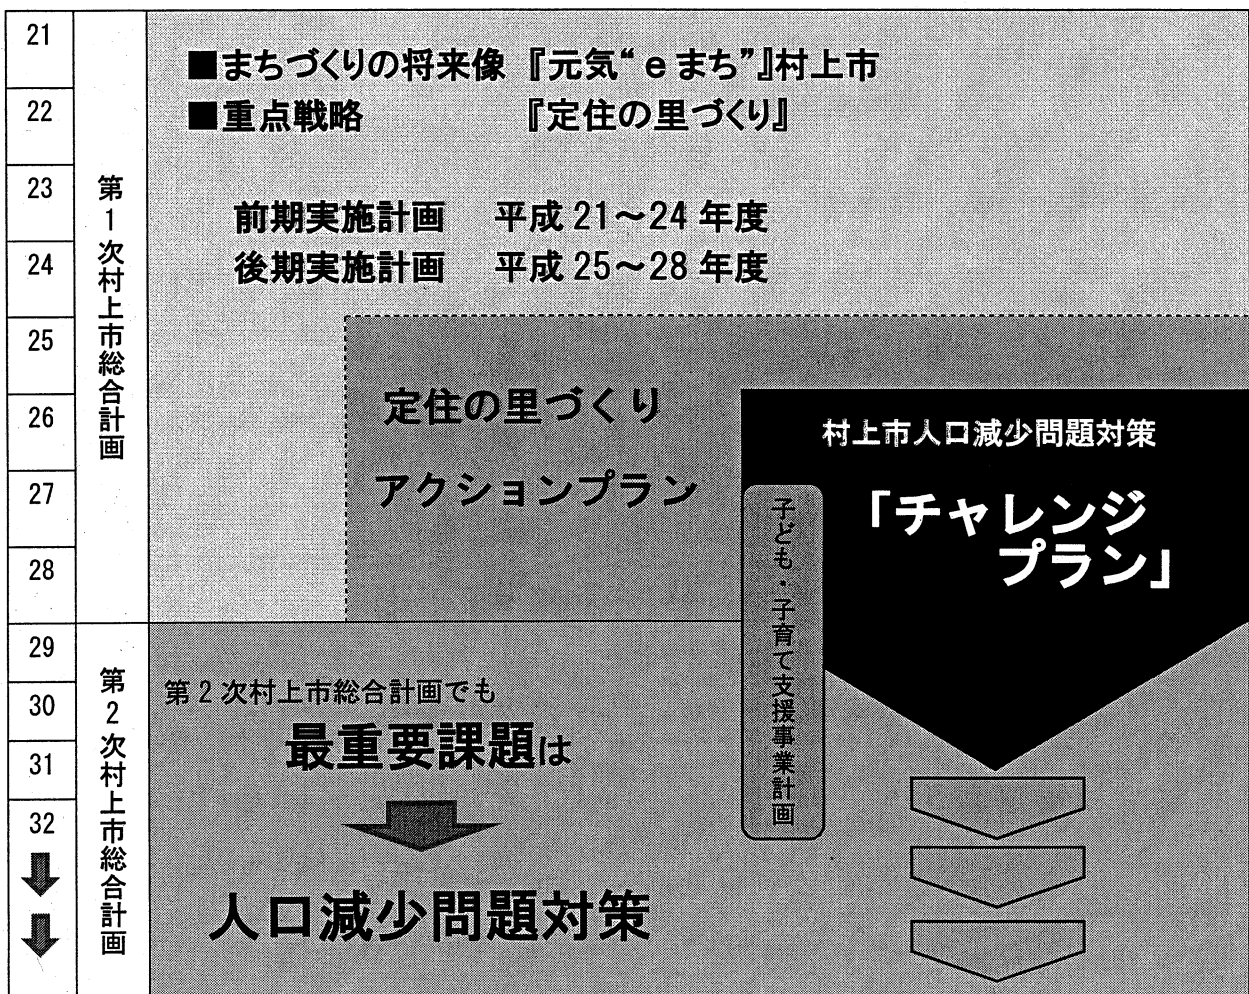 21
22
23
24
25
26
27
28
29
30
31
32
第1次村上市総合計画
第2次村上市総合計画
■まちづくりの将来像 『元気“ｅまち”』村上市
■重点戦略 『定住の里づくり』
前期実施計画 平成21～24年度
後期実施計画 平成25～28年度
定住の里づくり
アクションプラン
村上市人口減少問題対策
「チャレンジ
プラン」
子ども・子育て支援事業計画
第2次村上市総合計画でも
最重要課題は
人口減少問題対策